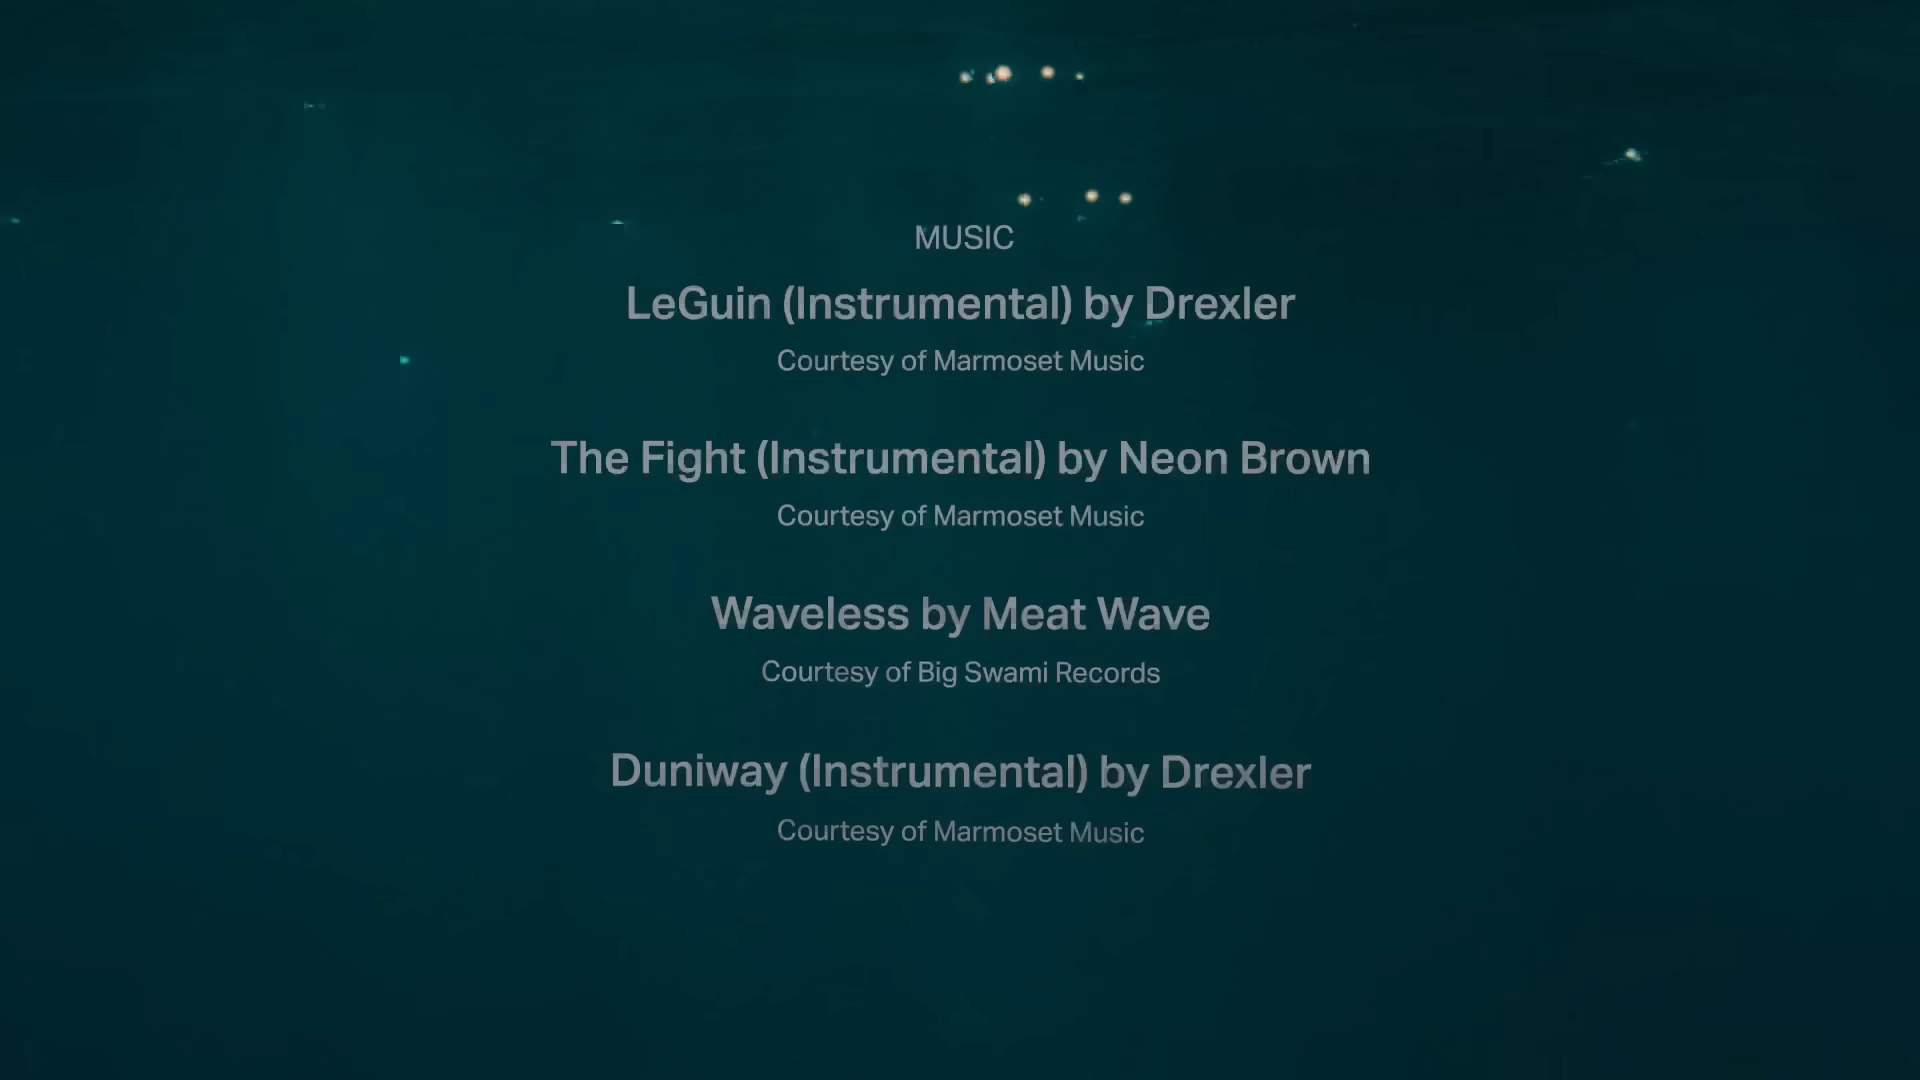 MUSIC
LeGuin (Instrumental) by Drexler
Courtesy of Marmoset Music
The Fight (Instrumental) by Neon Brown
Courtesy of Marmoset Music
Waveless by Meat Wave
Courtesy of Big Swami Records
Duniway (Instrumental) by Drexler
Courtesy of Marmoset Music